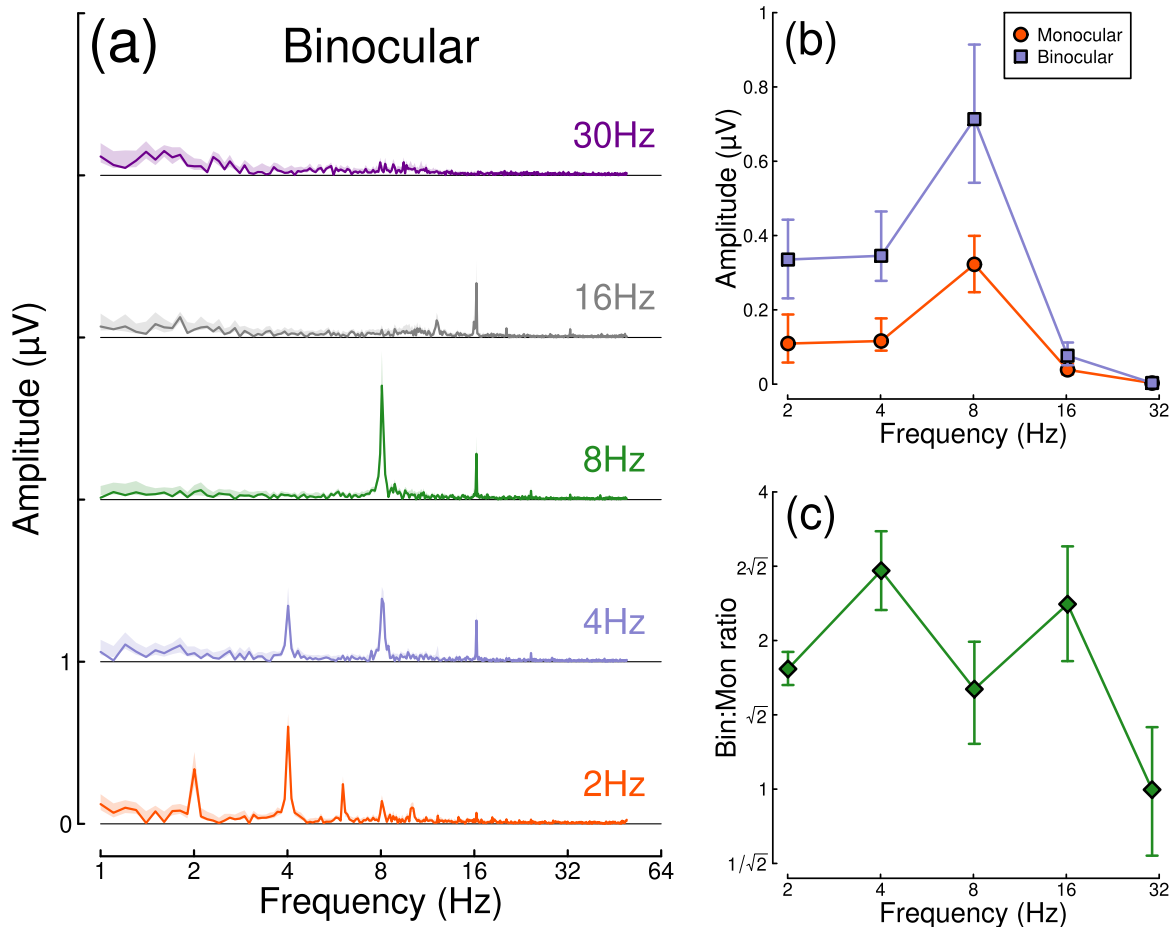 (a)
Binocular
30Hz
16Hz
8Hz
4Hz
2Hz
Amplitude (µV)
1
0
1 2 4 8 16 32 64
Frequency (Hz)
(b)
Monocular
Binocular
Amplitude (µV)
1
0.8
0.6
0.4
0.2
0
2 4 8 16 32
Frequency (Hz)
(c)
Bin:Mon ratio
4
2√2
2
√2
1
1/√2
2 4 8 16 32
Frequency (Hz)